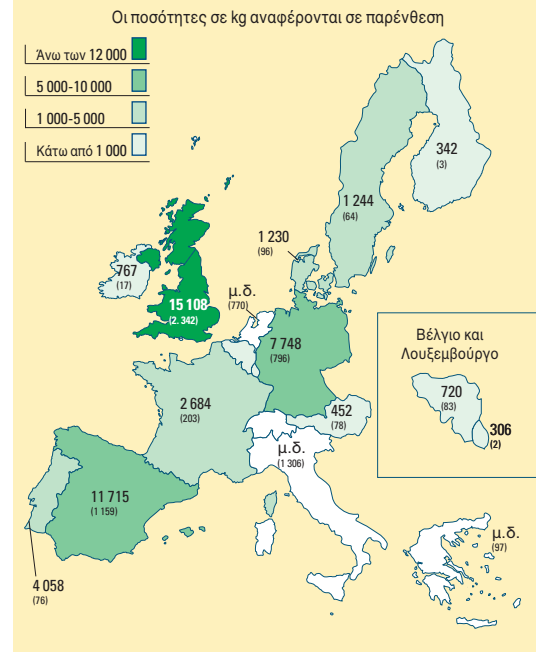 Οι ποσότητες σε kg αναφέρονται σε παρένθεση
Άνω των 12 000
5 000-10 000
1 000-5 000
Κάτω από 1 000
342
(3)
1 244
(64)
1 230
(96)
767
(17)
15 108
(2. 342)
μ.δ.
(770)
7 748
(796)
Βέλγιο και
Λουξεμβούργο
720
(83)
306
(2)
2 684
(203)
452
(78)
μ.δ.
(1 306)
11 715
(1 159)
μ.δ.
(97)
4 058
(76)